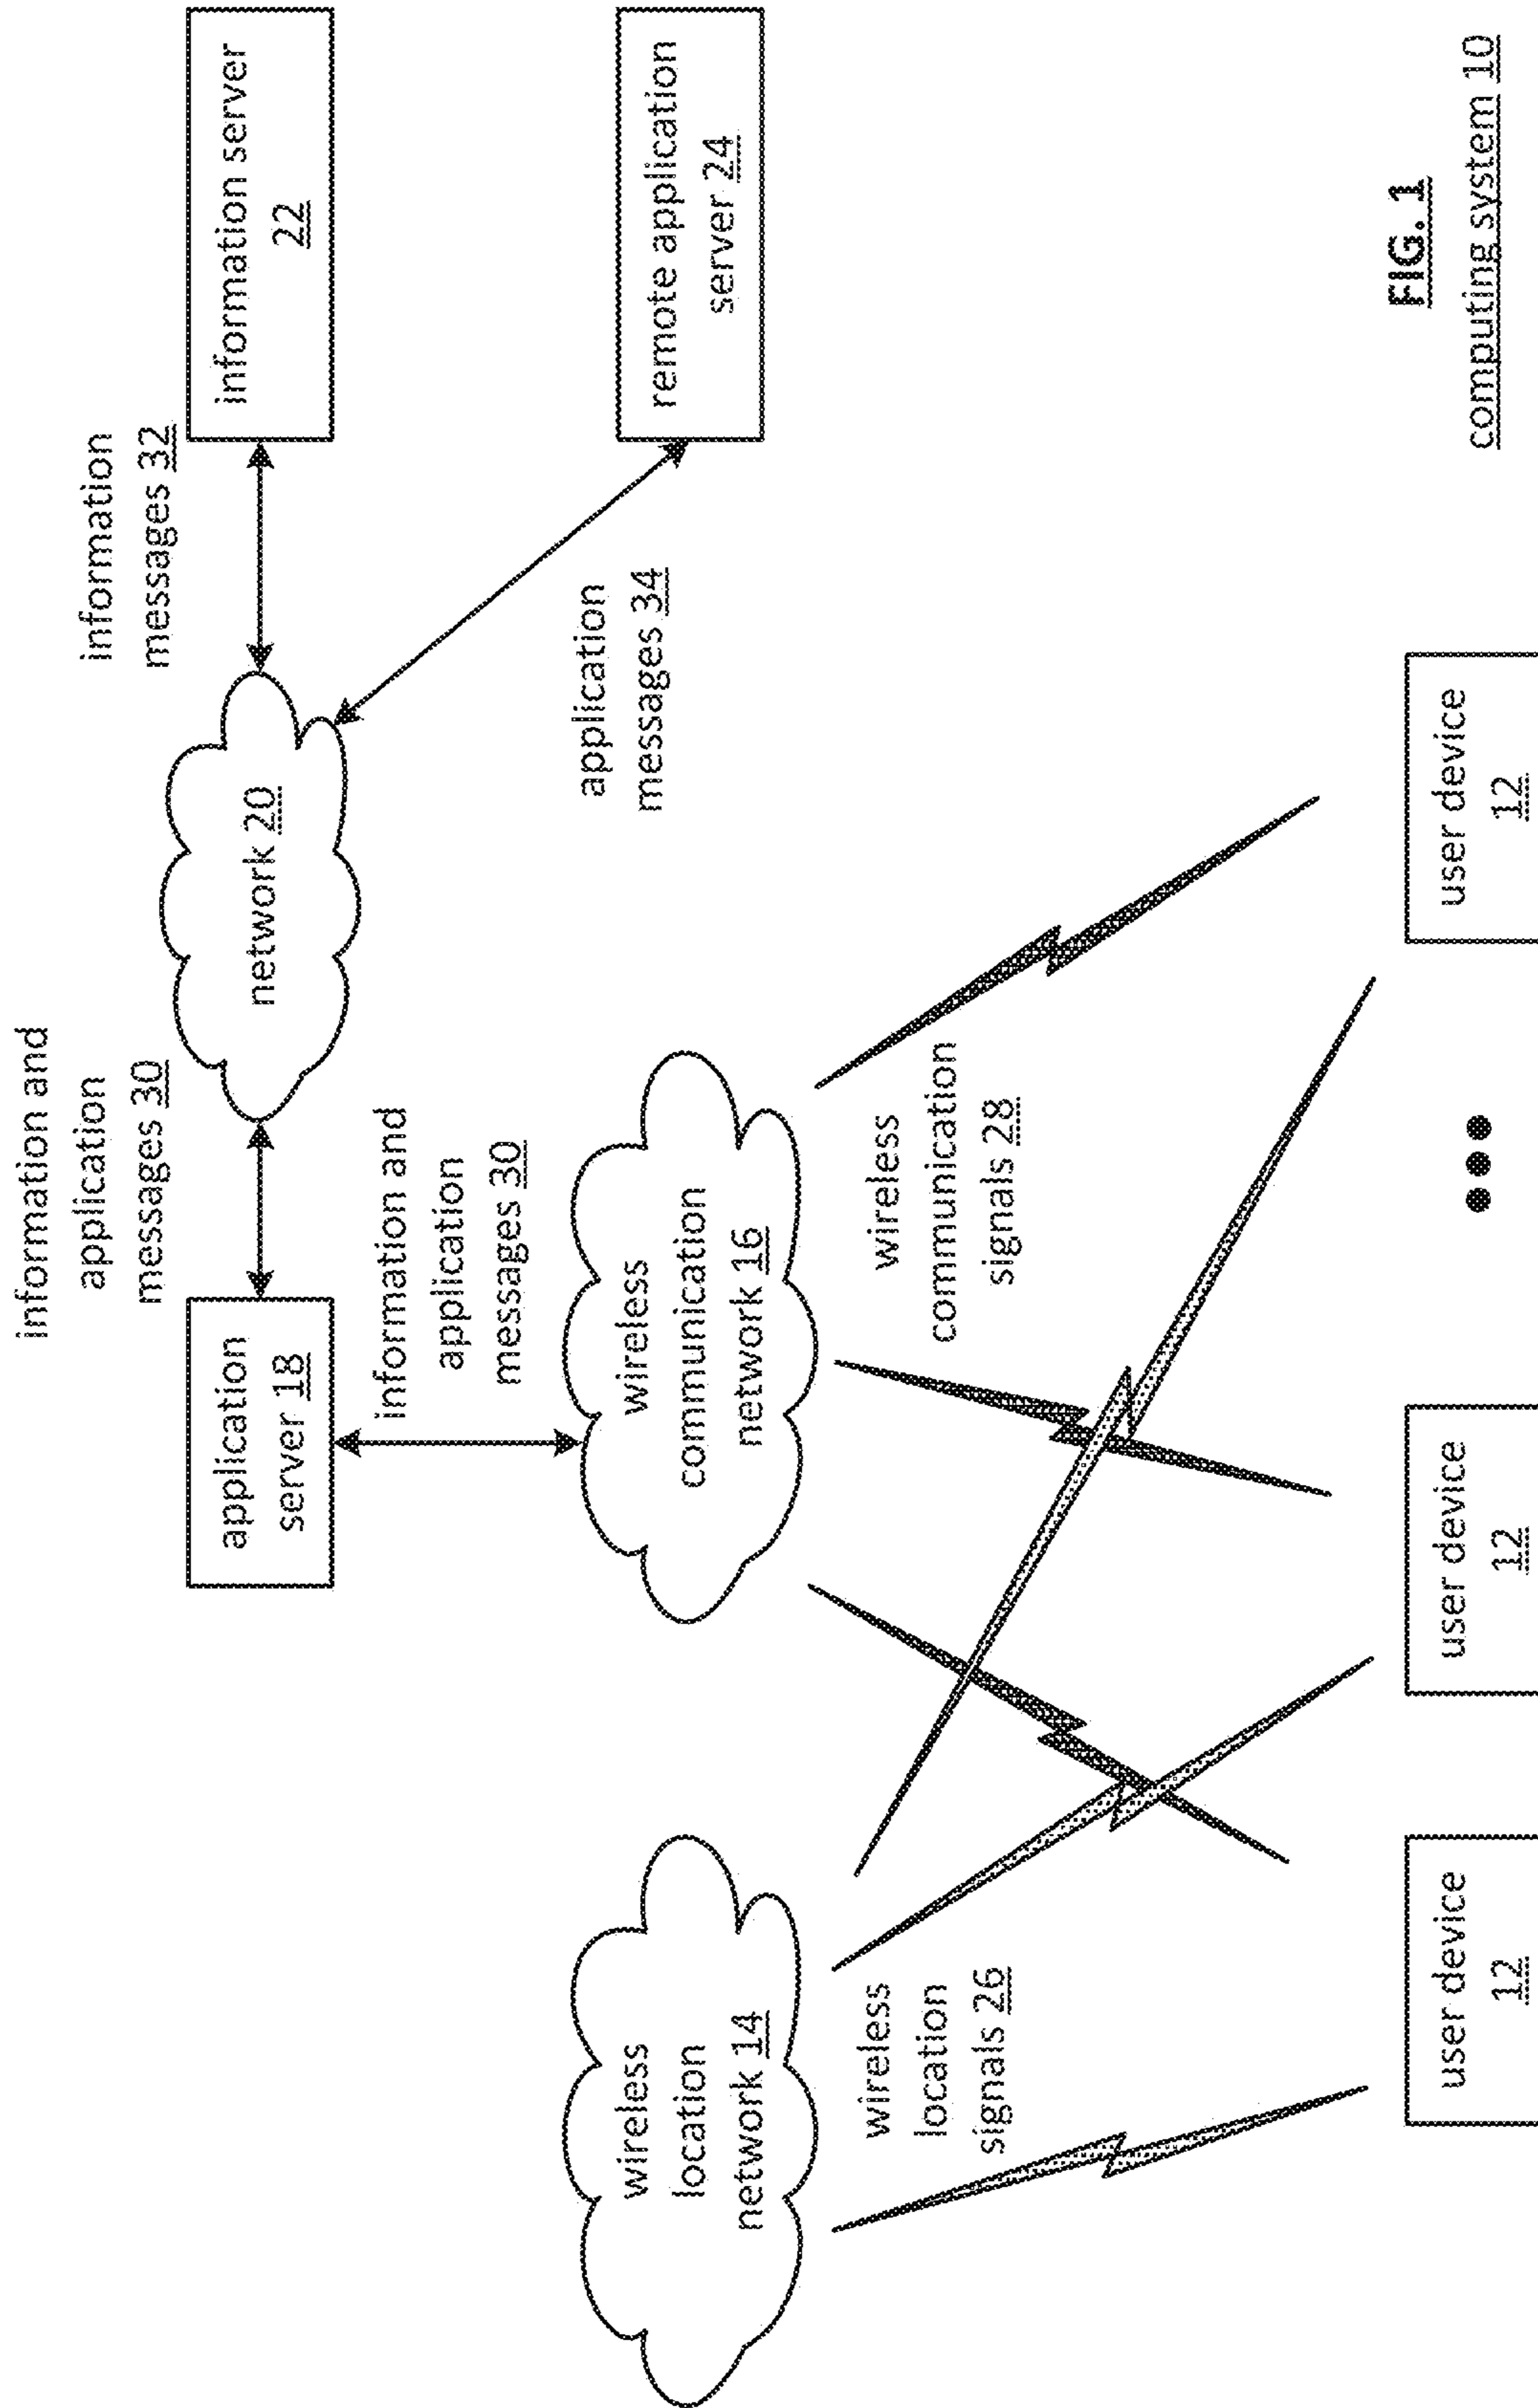 information and
application
messages 30
information
messages 32
application
server 18
network 20
information server
22
information and
application
messages 30
application
messages 34
remote application
server 24
wireless
location
network 14
wireless
communication
network 16
wireless
location
signals 26
wireless
communication
signals 28
user device
12
user device
12
user device
12
FIG. 1
computing system 10